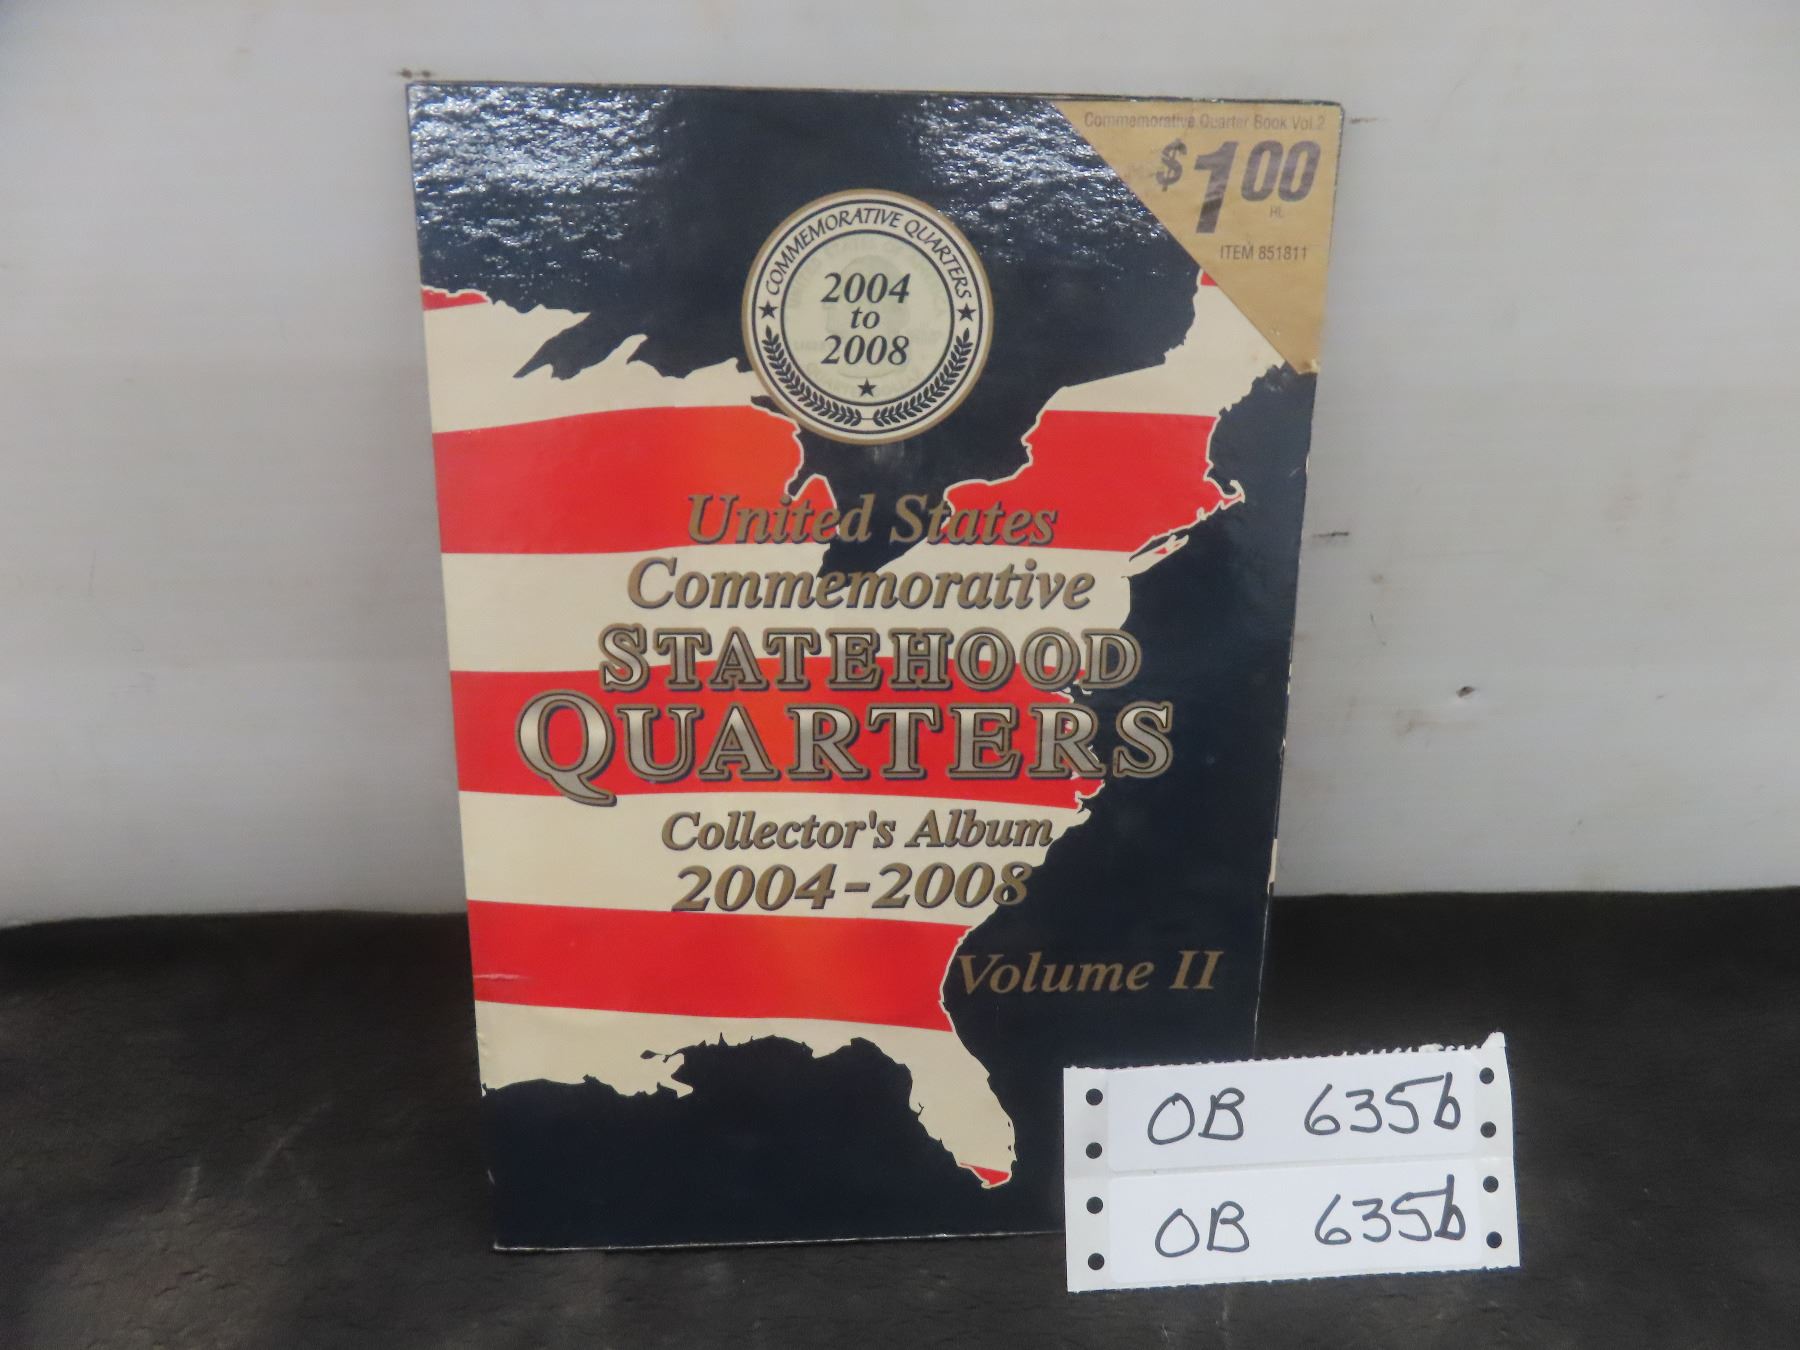 Commemorative Quarter Book Vol.2
$1.00
HL
ITEM 851811
COMMEMORATIVE QUARTERS
2004
to
2008
United States
Commemorative
STATEHOOD
QUARTERS
Collector's Album
2004-2008
Volume II
OB 635b
OB 635b